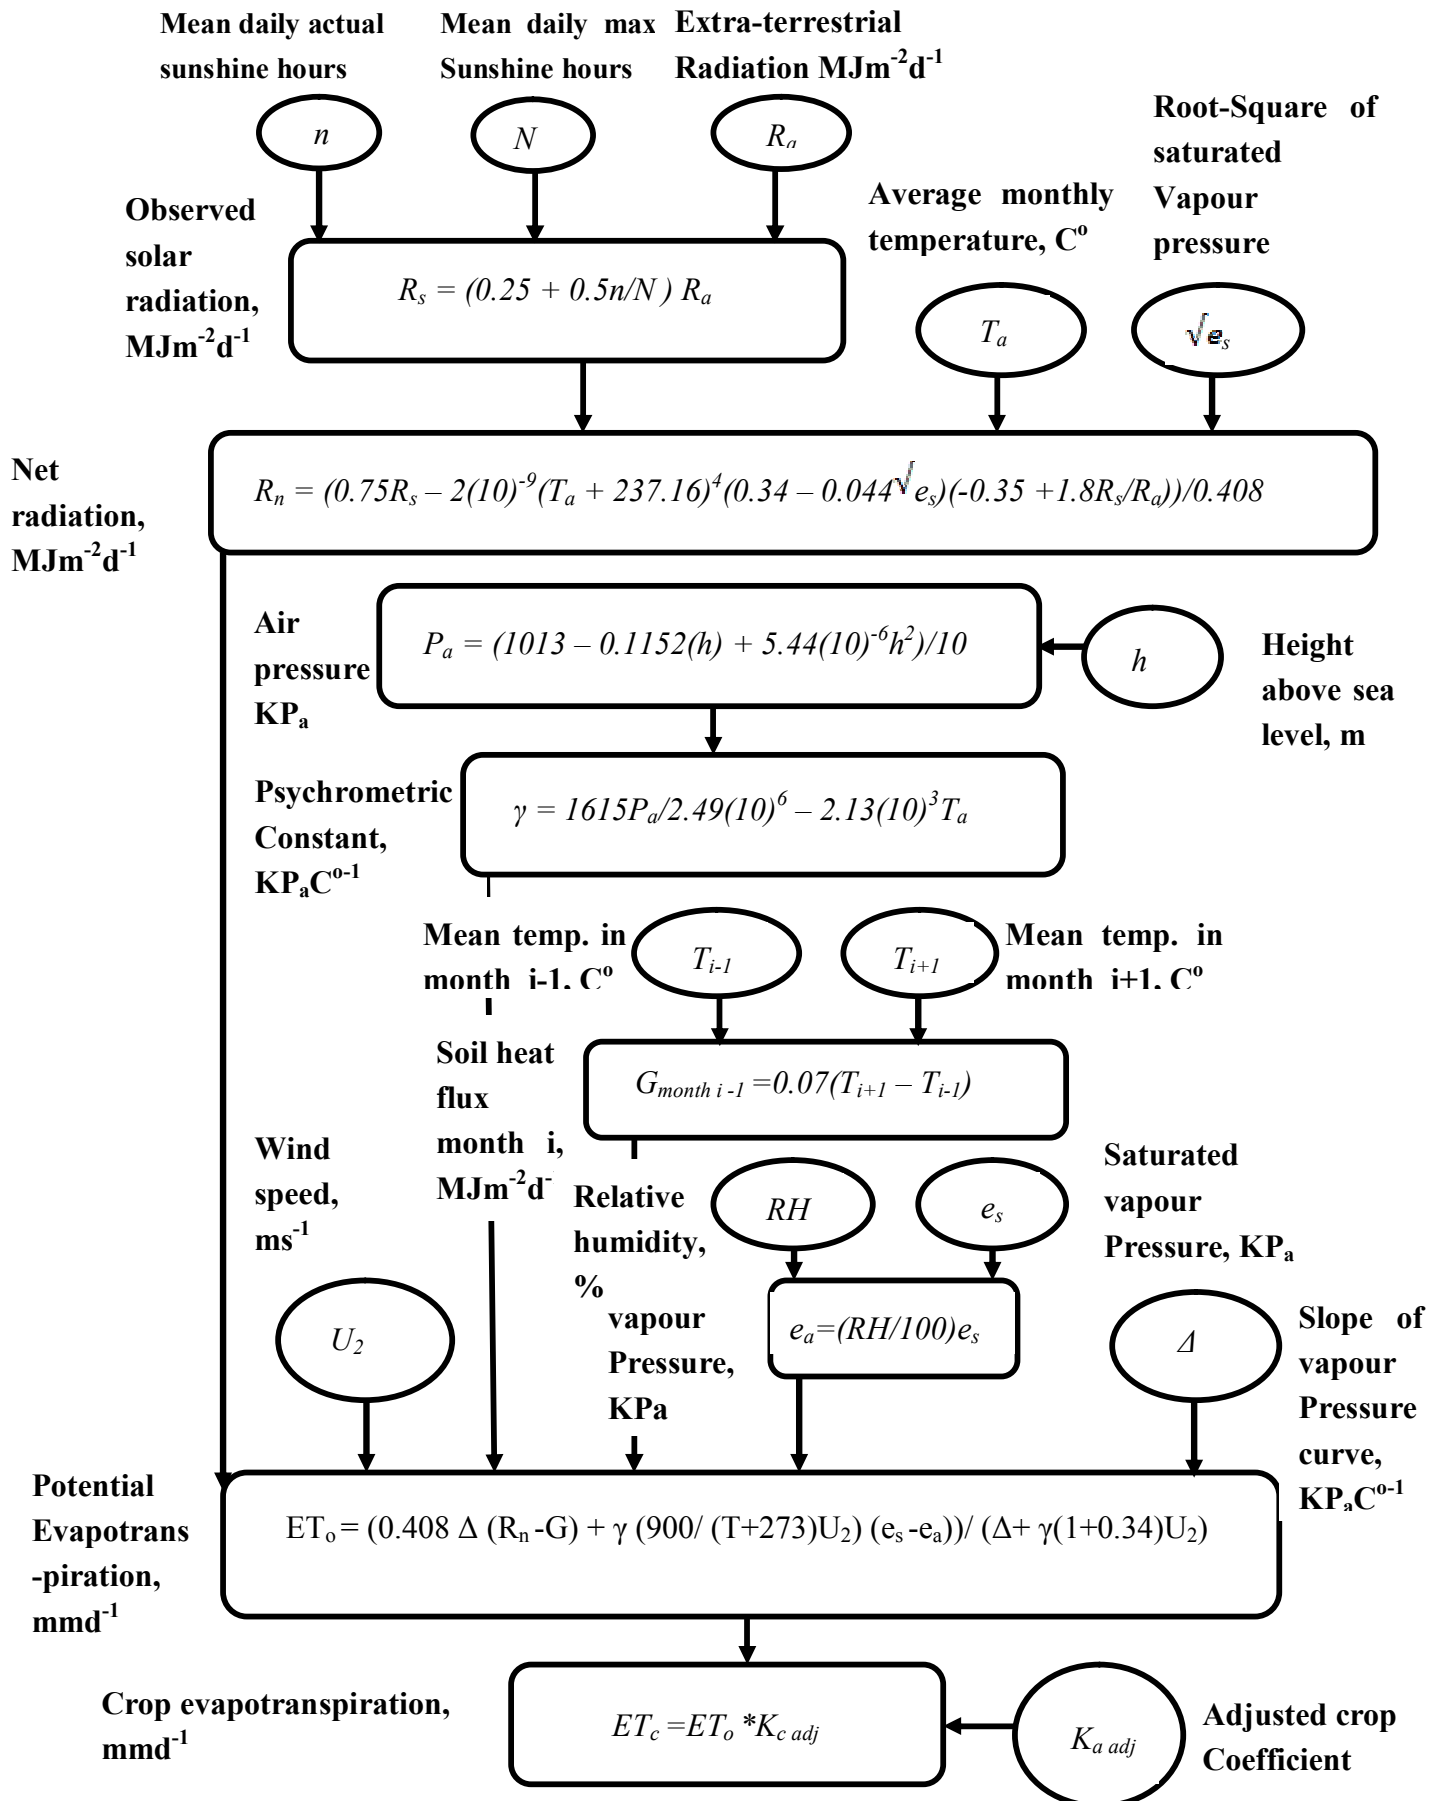 Mean daily actual
sunshine hours
Mean daily max
Sunshine hours
Extra-terrestrial
Radiation MJm⁻²d⁻¹
Root-Square of
saturated
Vapour
pressure
n
N
Rₐ
Average monthly
temperature, Cᵒ
Observed
solar
radiation,
MJm⁻²d⁻¹
Rₛ = (0.25 + 0.5n/N ) Rₐ
Tₐ
√eₛ
Net
radiation,
MJm⁻²d⁻¹
Rₙ = (0.75Rₛ – 2(10)⁻⁹(Tₐ + 237.16)⁴(0.34 – 0.044√eₛ)(-0.35 +1.8Rₛ/Rₐ))/0.408
Air
pressure
KPₐ
Pₐ = (1013 – 0.1152(h) + 5.44(10)⁻⁶h²)/10
h
Height
above sea
level, m
Psychrometric
Constant,
KPₐCᵒ⁻¹
γ = 1615Pₐ/2.49(10)⁶ – 2.13(10)³Tₐ
Mean temp. in
month i-1, Cᵒ
Tᵢ₋₁
Tᵢ₊₁
Mean temp. in
month i+1, Cᵒ
Soil heat
flux
month i,
MJm⁻²d⁻
G month i -1 =0.07(Tᵢ₊₁ – Tᵢ₋₁)
Wind
speed,
ms⁻¹
Relative
humidity,
%
RH
eₛ
Saturated
vapour
Pressure, KPₐ
U₂
vapour
Pressure,
KPa
eₐ=(RH/100)eₛ
Δ
Slope of
vapour
Pressure
curve,
KPₐCᵒ⁻¹
Potential
Evapotrans
-piration,
mmd⁻¹
ETₒ = (0.408 Δ (Rₙ -G) + γ (900/ (T+273)U₂) (eₛ -eₐ))/ (Δ+ γ(1+0.34)U₂)
Crop evapotranspiration,
mmd⁻¹
ET c =ETₒ *K c adj
K a adj
Adjusted crop
Coefficient